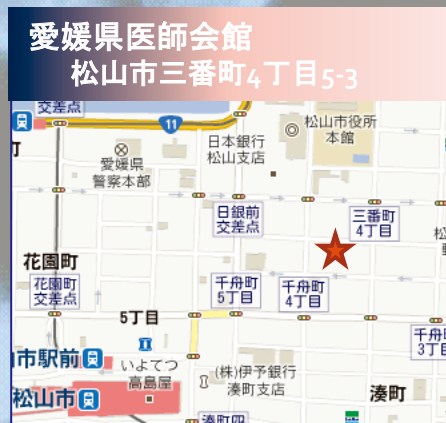 愛媛県医師会館
松山市三番町4丁目5-3
交差点
11
松山市役所
本館
日本銀行
松山支店
町
愛媛県
警察本部
日銀前
交差点
三番町
4丁目
松
花園町
花園町
交差点
千舟町
5丁目
千舟町
4丁目
5丁目
千舟
3丁目
市駅前
いよてつ
高島屋
(株)伊予銀行
湊町支店
松山市
湊町
湊町四